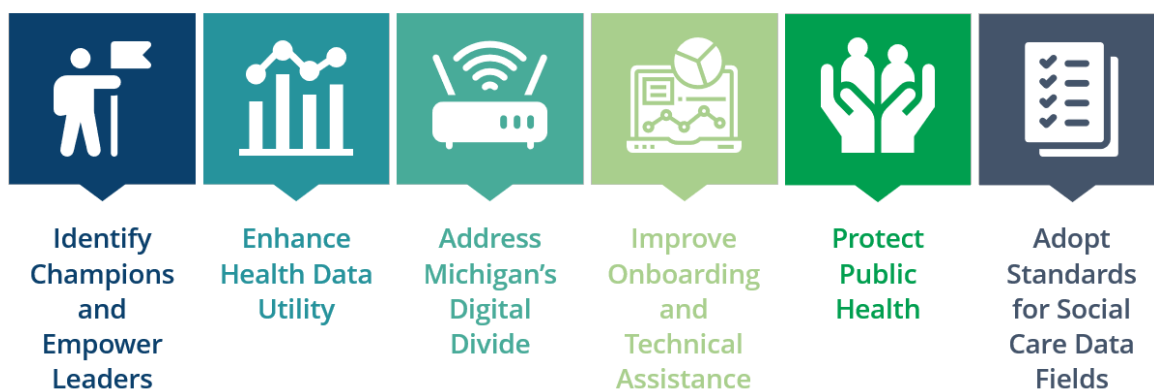 Identify
Champions
and
Empower
Leaders
Enhance
Health Data
Utility
Address
Michigan’s
Digital
Divide
Improve
Onboarding
and
Technical
Assistance
Protect
Public
Health
Adopt
Standards
for Social
Care Data
Fields